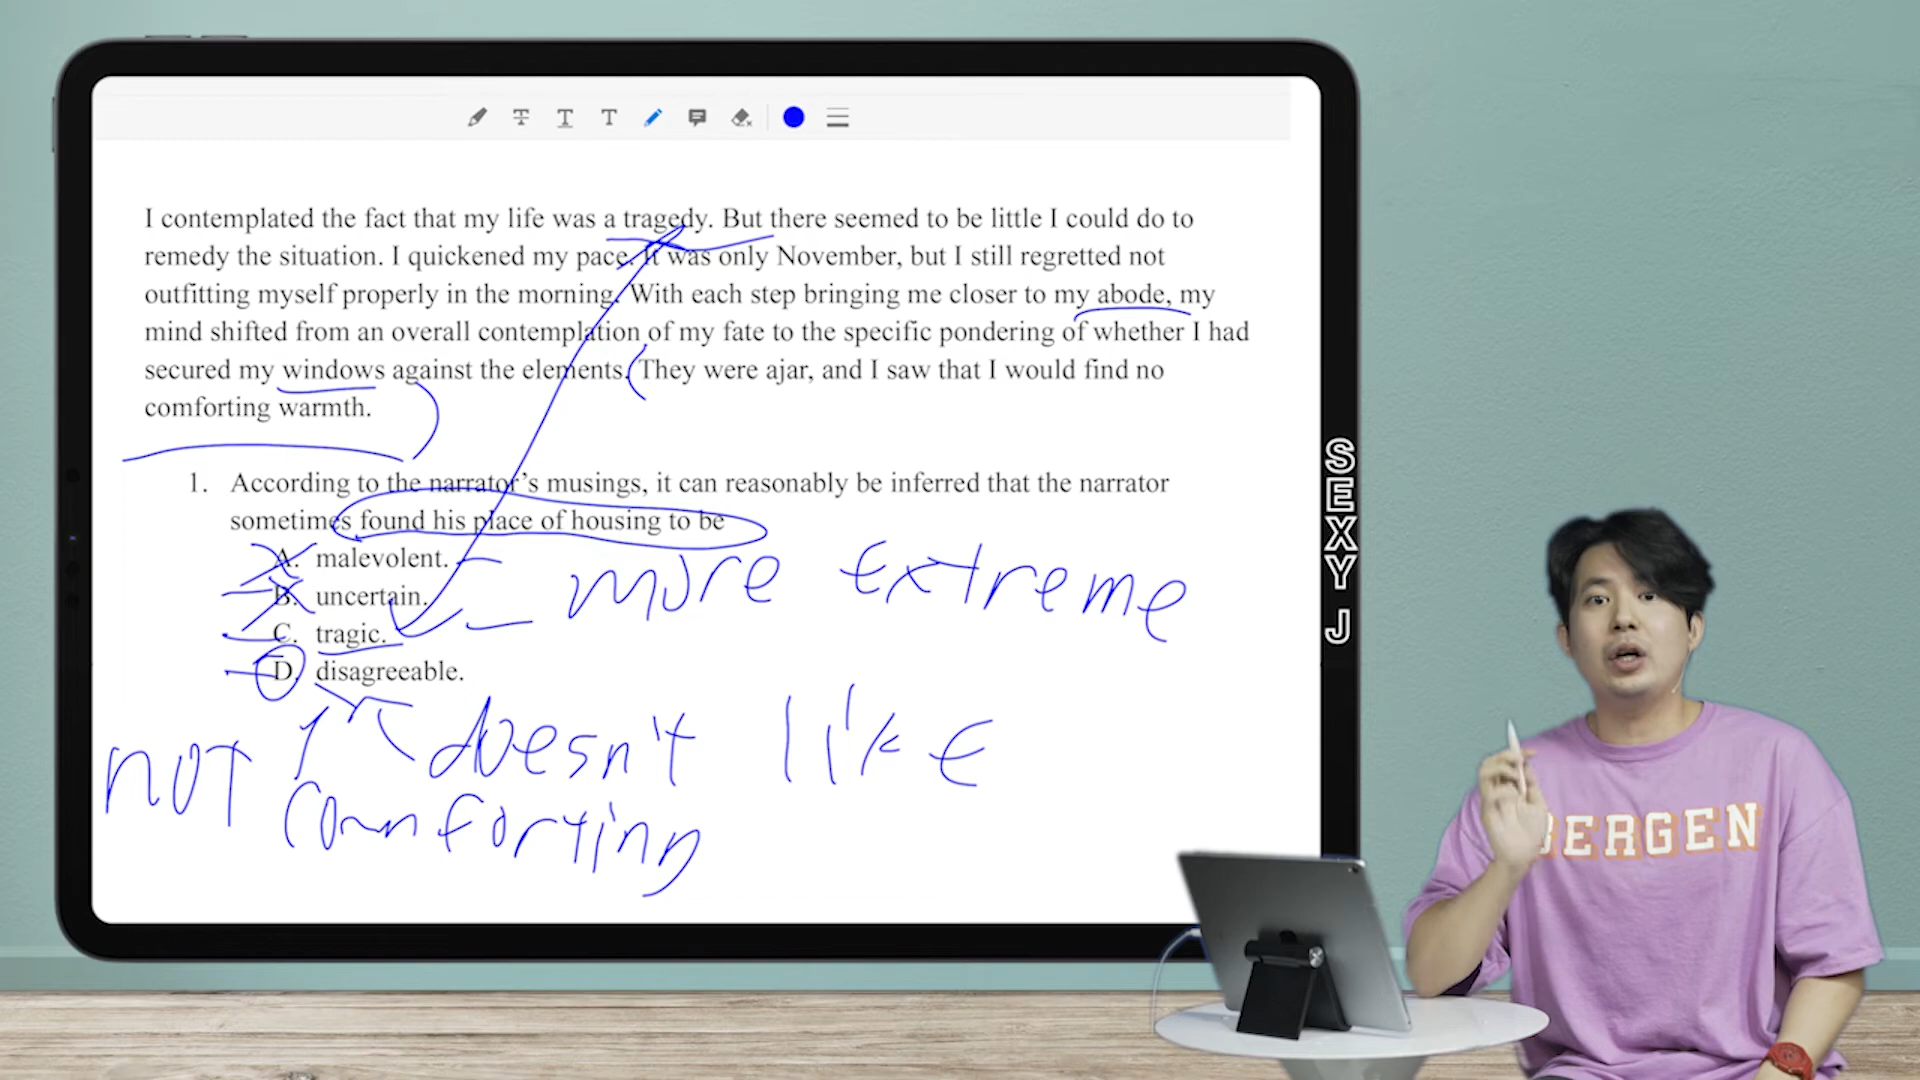 I contemplated the fact that my life was a tragedy. But there seemed to be little I could do to
remedy the situation. I quickened my pace. It was only November, but I still regretted not
outfitting myself properly in the morning. With each step bringing me closer to my abode, my
mind shifted from an overall contemplation of my fate to the specific pondering of whether I had
secured my windows against the elements. They were ajar, and I saw that I would find no
comforting warmth.
1. According to the narrator's musings, it can reasonably be inferred that the narrator
sometimes found his place of housing to be
A. malevolent.
B. uncertain.
C. tragic.
D. disagreeable.
more extreme
doesn't like
not comforting
SEXY J
BERGEN